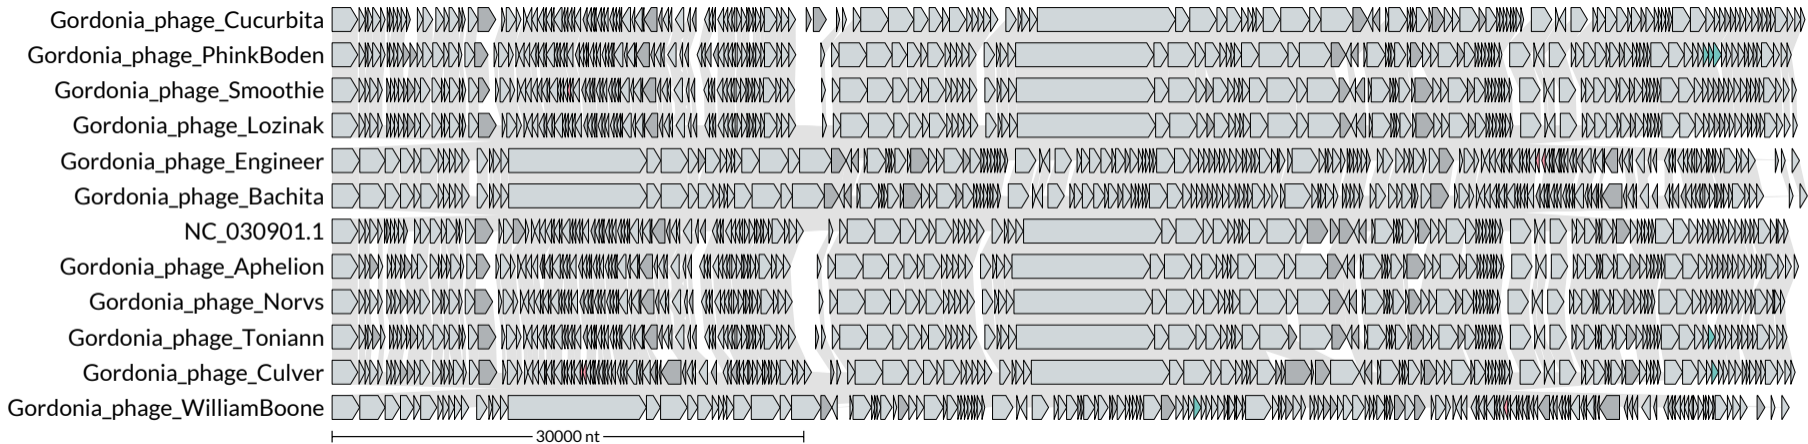 Gordonia_phage_Cucurbita
Gordonia_phage_PhinkBoden
Gordonia_phage_Smoothie
Gordonia_phage_Lozinak
Gordonia_phage_Engineer
Gordonia_phage_Bachita
NC_030901.1
Gordonia_phage_Aphelion
Gordonia_phage_Norvs
Gordonia_phage_Toniann
Gordonia_phage_Culver
Gordonia_phage_WilliamBoone
30000 nt